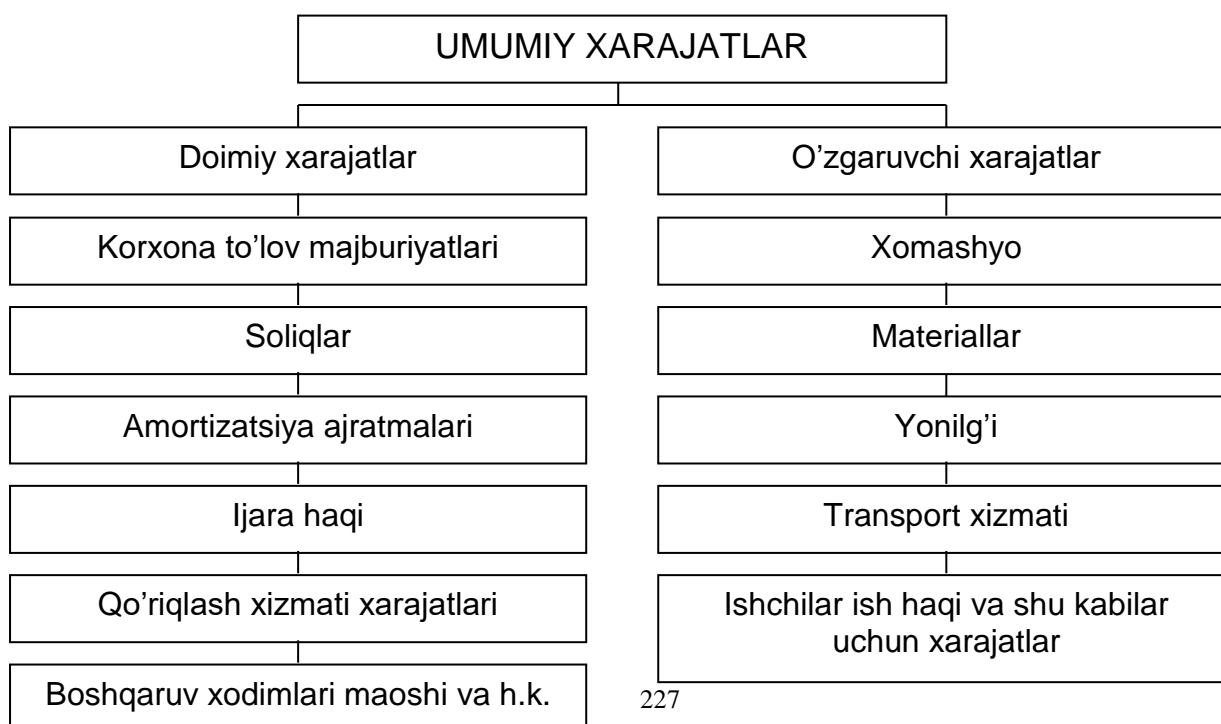 UMUMIY XARAJATLAR
Doimiy xarajatlar
Korxona to’lov majburiyatlari
Soliqlar
Amortizatsiya ajratmalari
Ijara haqi
Qo’riqlash xizmati xarajatlari
Boshqaruv xodimlari maoshi va h.k.
O’zgaruvchi xarajatlar
Xomashyo
Materiallar
Yonilg’i
Transport xizmati
Ishchilar ish haqi va shu kabilar
uchun xarajatlar
227